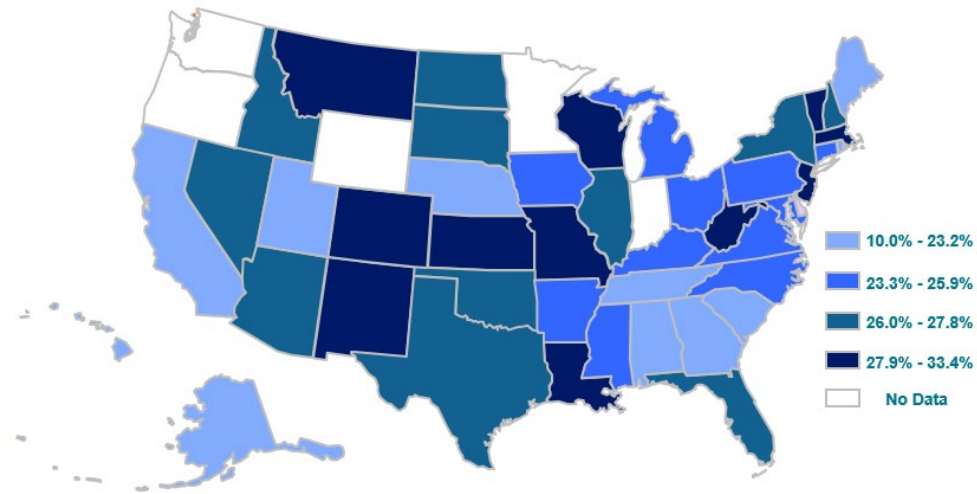 10.0% - 23.2%
23.3% - 25.9%
26.0% - 27.8%
27.9% - 33.4%
No Data